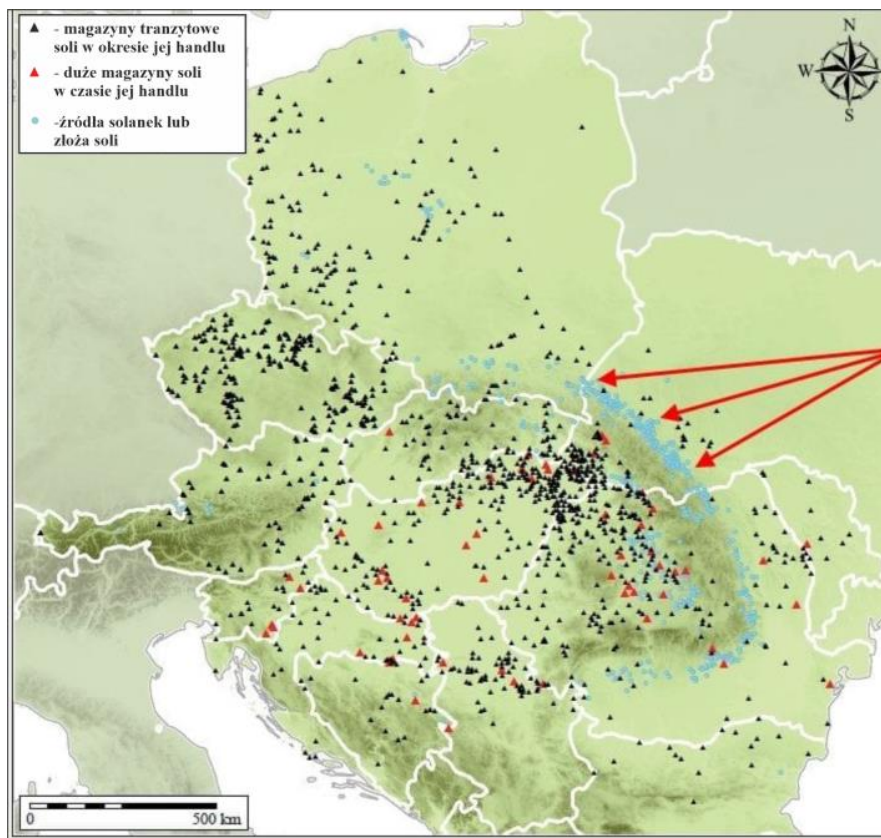 - magazyny tranzytowe
soli w okresie jej handlu
- duże magazyny soli
w czasie jej handlu
-źródła solanek lub
złoża soli
N
W
E
S
0
500 km